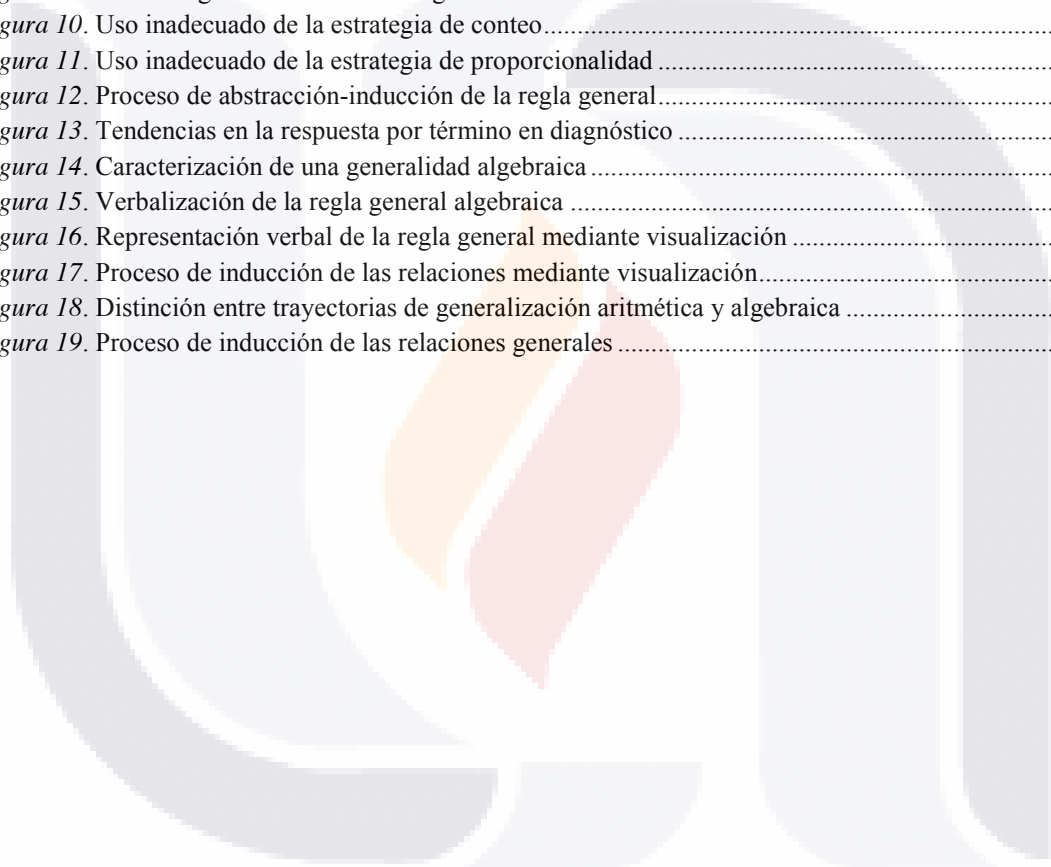 gura 10. Uso inadecuado de la estrategia de conteo
gura 11. Uso inadecuado de la estrategia de proporcionalidad
gura 12. Proceso de abstracción-inducción de la regla general
gura 13. Tendencias en la respuesta por término en diagnóstico
gura 14. Caracterización de una generalidad algebraica
gura 15. Verbalización de la regla general algebraica
gura 16. Representación verbal de la regla general mediante visualización
gura 17. Proceso de inducción de las relaciones mediante visualización
gura 18. Distinción entre trayectorias de generalización aritmética y algebraica
gura 19. Proceso de inducción de las relaciones generales